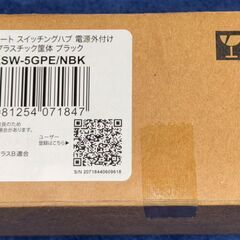 ート スイッチングハブ 電源外付け
プラスチック筐体 ブラック
SW-5GPE/NBK
981254071847
ユーザー
登録はこちら
クラスB適合
S/N 20718440609618